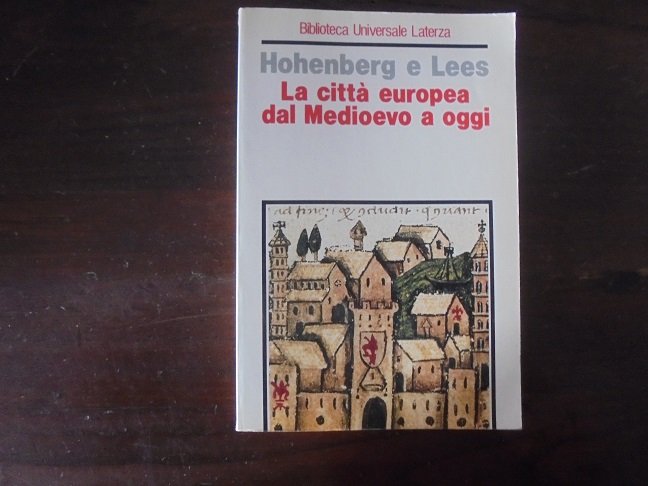 Biblioteca Universale Laterza
Hohenberg e Lees
La città europea
dal Medioevo a oggi